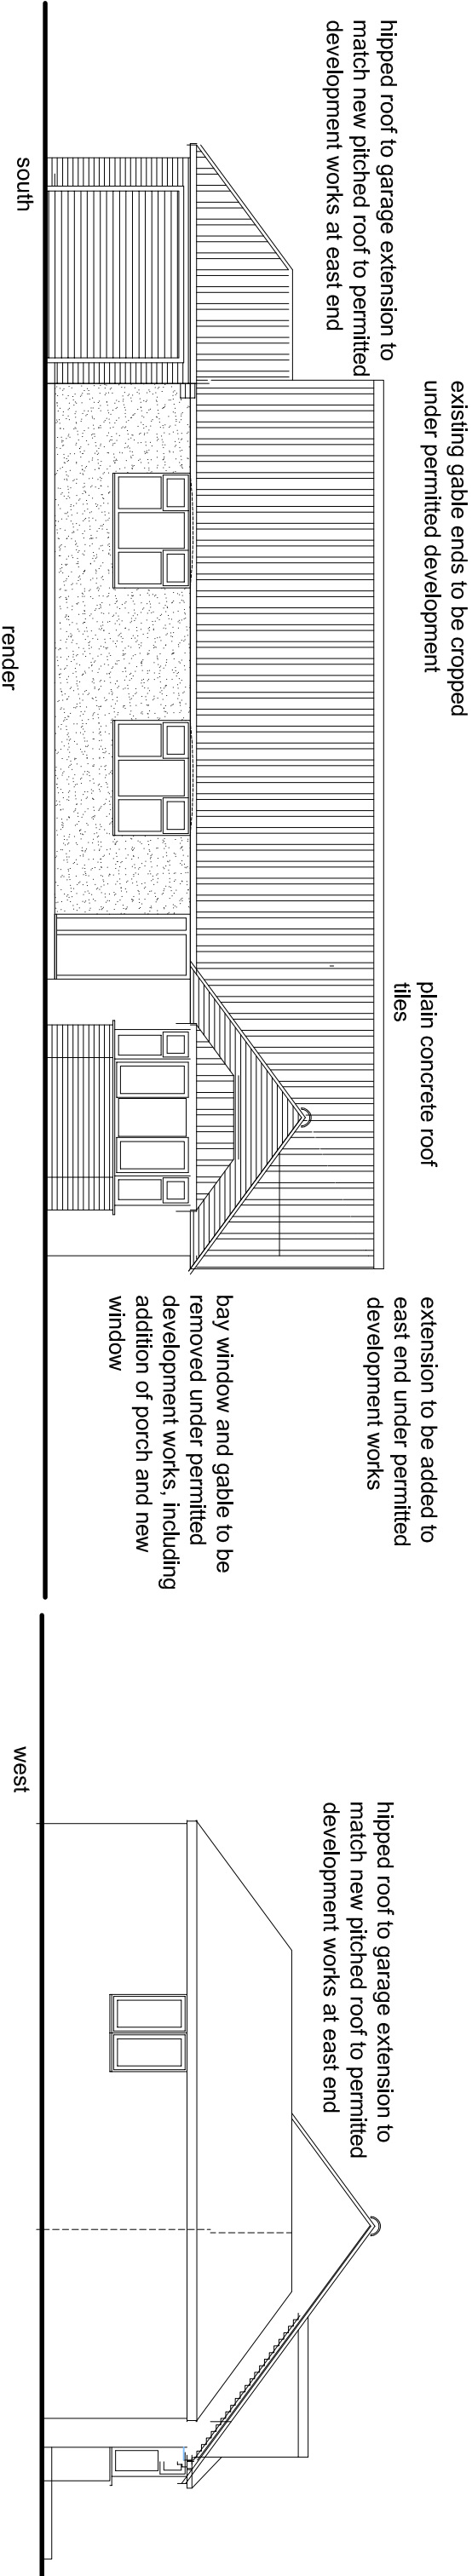 hipped roof to garage extension to
match new pitched roof to permitted
development works at east end
existing gable ends to be cropped
under permitted development
plain concrete roof
tiles
extension to be added to
east end under permitted
development works
bay window and gable to be
removed under permitted
development works, including
addition of porch and new
window
south
render
hipped roof to garage extension to
match new pitched roof to permitted
development works at east end
west